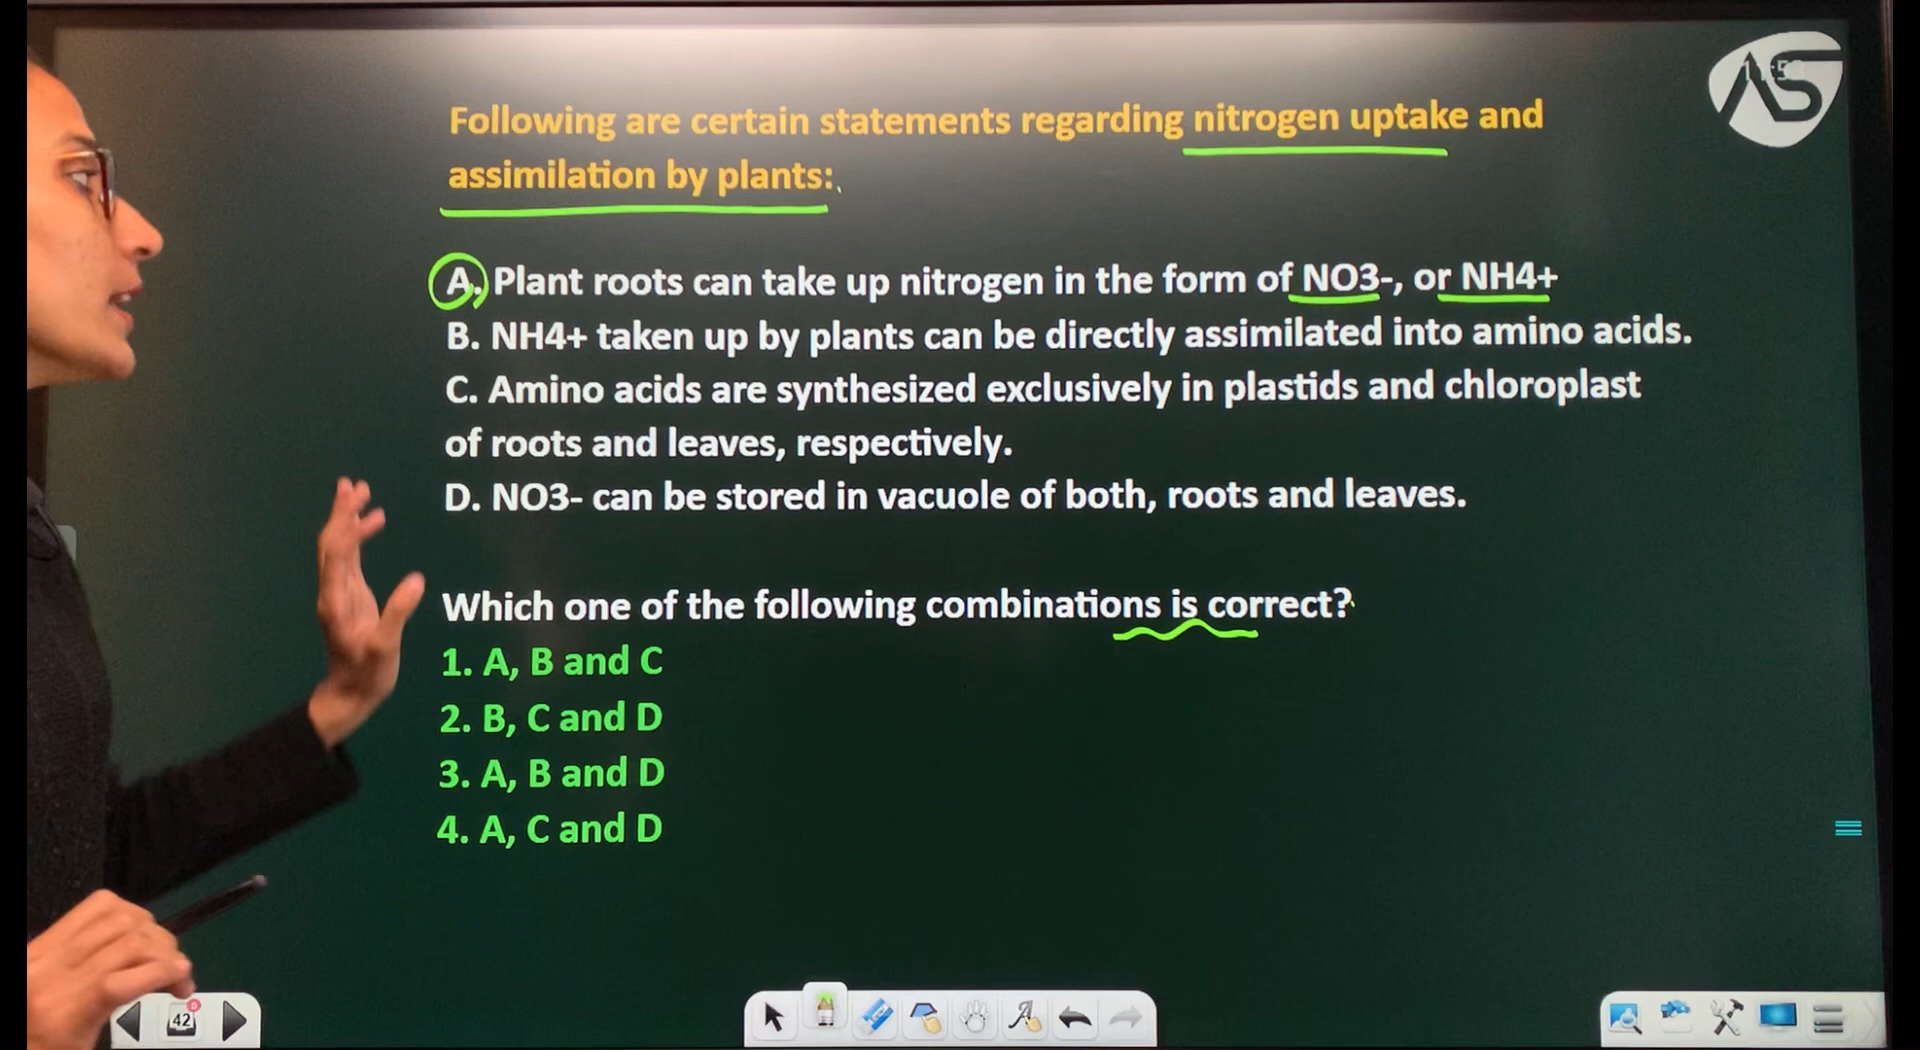 Following are certain statements regarding nitrogen uptake and
assimilation by plants:
A. Plant roots can take up nitrogen in the form of NO3-, or NH4+
B. NH4+ taken up by plants can be directly assimilated into amino acids.
C. Amino acids are synthesized exclusively in plastids and chloroplast
of roots and leaves, respectively.
D. NO3- can be stored in vacuole of both, roots and leaves.
Which one of the following combinations is correct?
1. A, B and C
2. B, C and D
3. A, B and D
4. A, C and D
AS
42